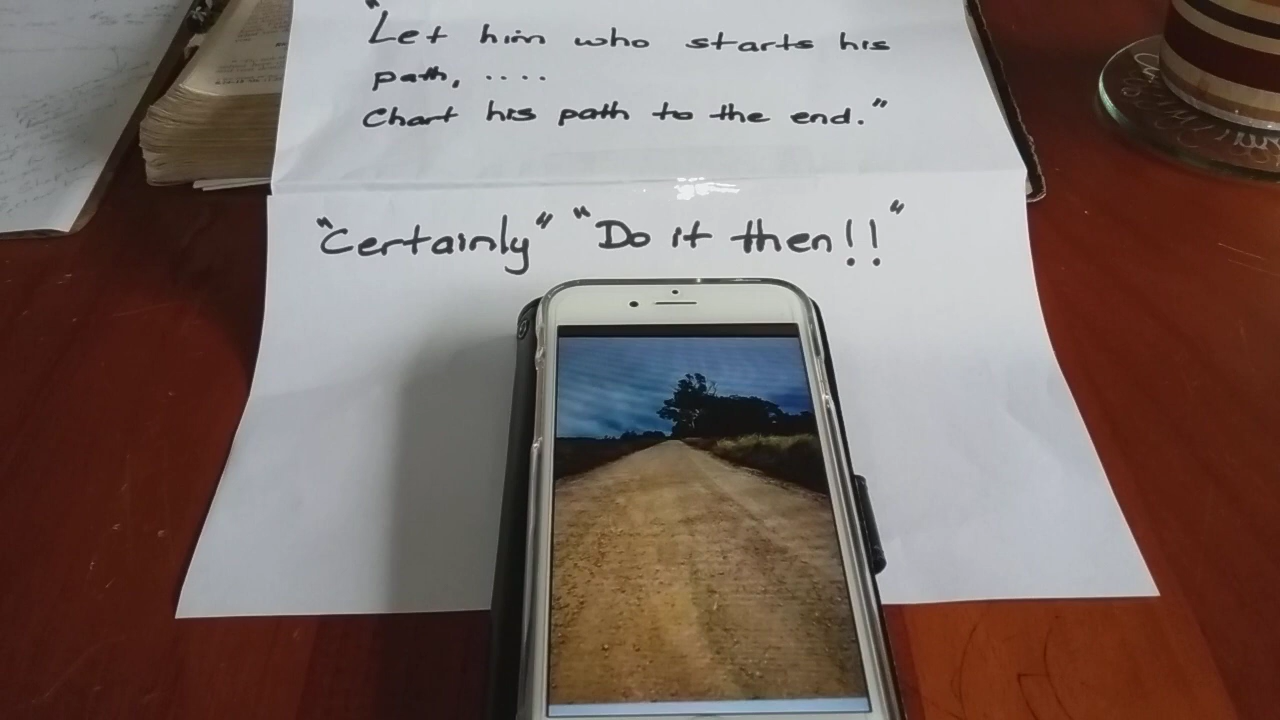 "Let him who starts his
path, ....
Chart his path to the end."
"Certainly" "Do it then!!"